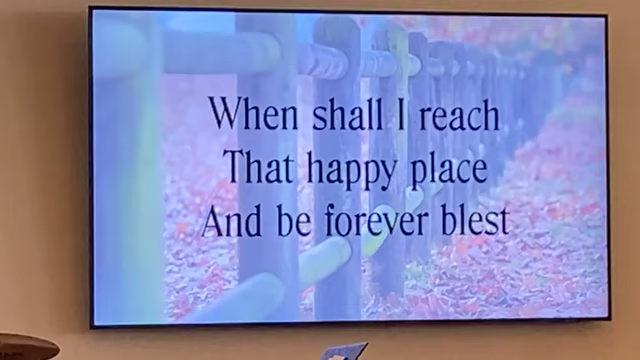 When shall I reach
That happy place
And be forever blest